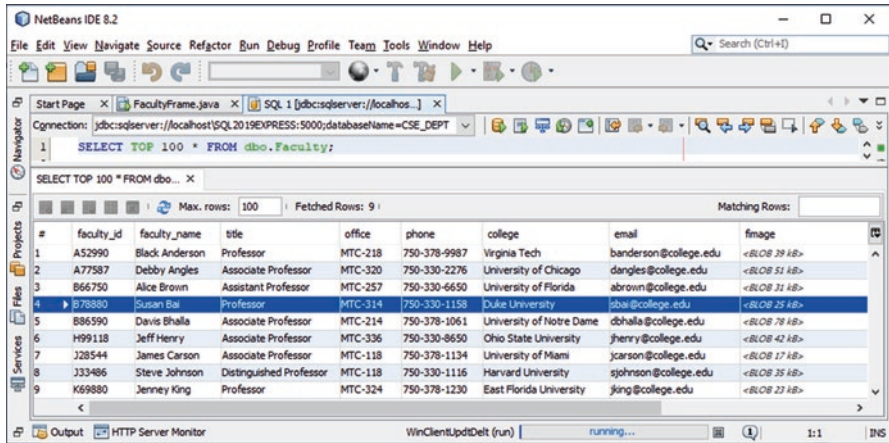 NetBeans IDE 8.2
File Edit View Navigate Source Refactor Run Debug Profile Team Tools Window Help
Search (Ctrl+I)
Start Page
FacultyFrame.java
SQL 1 [jdbc:sqlserver://localhos...]
Connection: jdbc:sqlserver://localhost\SQL2019EXPRESS:5000;databaseName=CSE_DEPT
1 SELECT TOP 100 * FROM dbo.Faculty;
SELECT TOP 100 * FROM dbo...
Max. rows: 100 Fetched Rows: 9 Matching Rows:
# faculty_id faculty_name title office phone college email fimage
1 A52990 Black Anderson Professor MTC-218 750-378-9987 Virginia Tech banderson@college.edu <BLOB 39 kB>
2 A77587 Debby Angles Associate Professor MTC-320 750-330-2276 University of Chicago dangles@college.edu <BLOB 51 kB>
3 B66750 Alice Brown Assistant Professor MTC-257 750-330-6650 University of Florida abrown@college.edu <BLOB 31 kB>
4 B78880 Susan Bai Professor MTC-314 750-330-1158 Duke University sbai@college.edu <BLOB 25 kB>
5 B86590 Davis Bhalla Associate Professor MTC-214 750-378-1061 University of Notre Dame dbhalla@college.edu <BLOB 78 kB>
6 H99118 Jeff Henry Associate Professor MTC-336 750-330-8650 Ohio State University jhenry@college.edu <BLOB 42 kB>
7 J28544 James Carson Associate Professor MTC-118 750-378-1134 University of Miami jcarson@college.edu <BLOB 17 kB>
8 J33486 Steve Johnson Distinguished Professor MTC-118 750-330-1116 Harvard University sjohnson@college.edu <BLOB 35 kB>
9 K69880 Jenney King Professor MTC-324 750-378-1230 East Florida University jking@college.edu <BLOB 23 kB>
Navigator
Projects
Files
Services
Output HTTP Server Monitor WinClientUpdtDelt (run) running... 1 1:1 INS